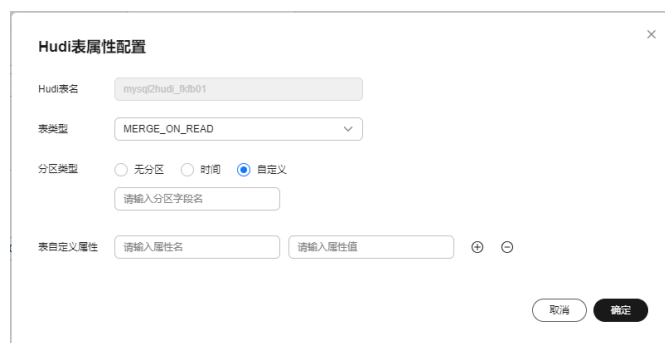 Hudi表属性配置
Hudi表名 mysql2hudi_fldb01
表类型 MERGE_ON_READ
分区类型 无分区 时间 自定义
请输入分区字段名
表自定义属性 请输入属性名 请输入属性值
取消 确定